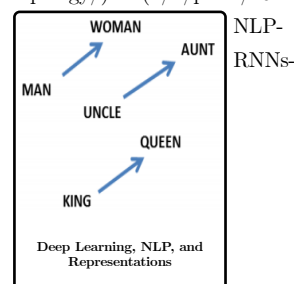 WOMAN
NLP-
AUNT
RNNs-
MAN
UNCLE
QUEEN
KING
Deep Learning, NLP, and
Representations